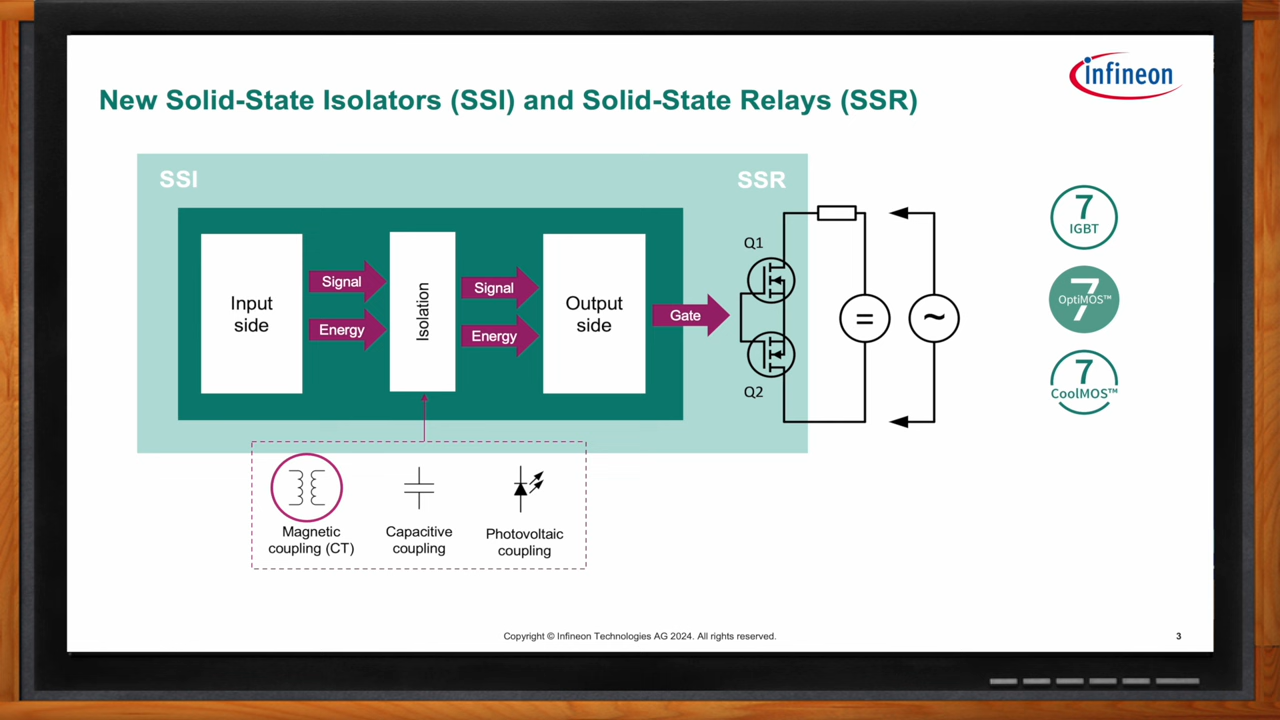 infineon
New Solid-State Isolators (SSI) and Solid-State Relays (SSR)
SSI
SSR
Input
side
Signal
Energy
Isolation
Signal
Energy
Output
side
Gate
Q1
Q2
=
~
7
IGBT
7
OptiMOS™
7
CoolMOS™
Magnetic
coupling (CT)
Capacitive
coupling
Photovoltaic
coupling
Copyright © Infineon Technologies AG 2024. All rights reserved.
3